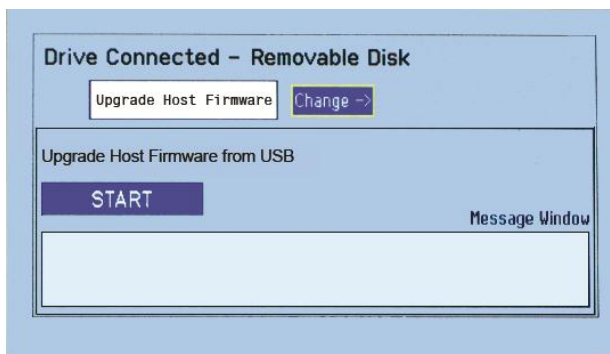 Drive Connected – Removable Disk
Upgrade Host Firmware Change ->
Upgrade Host Firmware from USB
START
Message Window